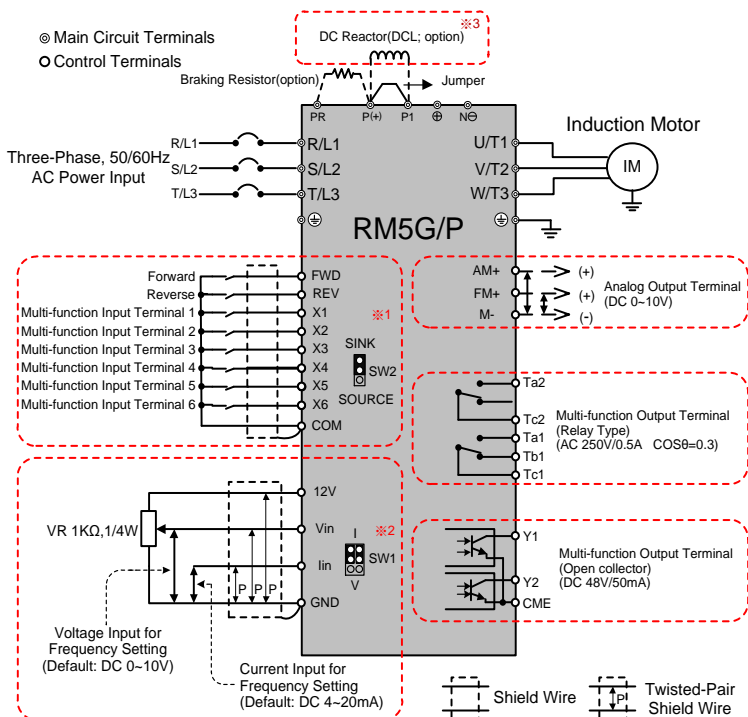 ※3
DC Reactor(DCL; option)
◎ Main Circuit Terminals
O Control Terminals
Braking Resistor(option)
Jumper
PR P(+) P1 ⊕ N⊖
Three-Phase, 50/60Hz
AC Power Input
R/L1
S/L2
T/L3
R/L1
S/L2
T/L3
U/T1
V/T2
W/T3
Induction Motor
IM
RM5G/P
Forward
Reverse
Multi-function Input Terminal 1
Multi-function Input Terminal 2
Multi-function Input Terminal 3
Multi-function Input Terminal 4
Multi-function Input Terminal 5
Multi-function Input Terminal 6
FWD
REV
X1
X2
X3
X4
X5
X6
COM
※1
SINK
SW2
SOURCE
AM+
FM+
M-
(+)
(+)
(-)
Analog Output Terminal
(DC 0~10V)
Ta2
Tc2
Ta1
Tb1
Tc1
Multi-function Output Terminal
(Relay Type)
(AC 250V/0.5A COSθ=0.3)
VR 1KΩ,1/4W
12V
Vin
Iin
GND
P P P
※2
I
SW1
V
Voltage Input for
Frequency Setting
(Default: DC 0~10V)
Current Input for
Frequency Setting
(Default: DC 4~20mA)
Y1
Y2
CME
Multi-function Output Terminal
(Open collector)
(DC 48V/50mA)
Shield Wire
P
Twisted-Pair
Shield Wire